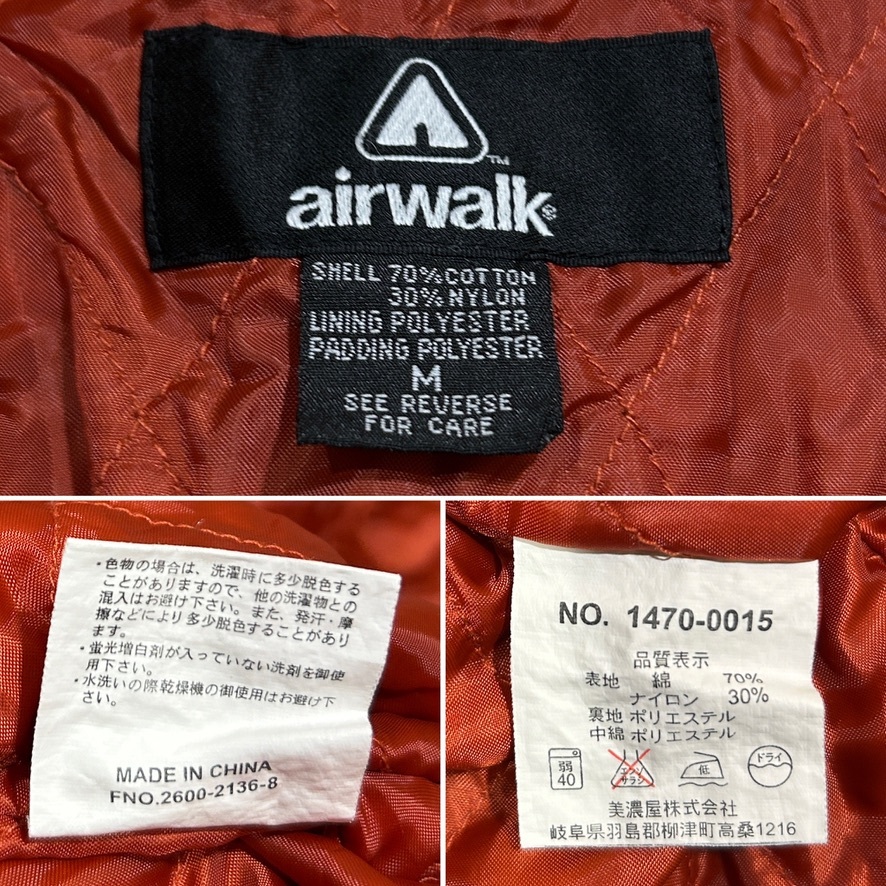 TM
airwalk®
SHELL 70%COTTON
30%NYLON
LINING POLYESTER
PADDING POLYESTER
M
SEE REVERSE
FOR CARE
・色物の場合は、洗濯時に多少脱色する
ことがありますので、他の洗濯物との
混入はお避け下さい。また、発汗・摩
擦などにより多少脱色することがあり
ます。
・蛍光増白剤が入っていない洗剤を御使
用下さい。
・水洗いの際乾燥機の御使用はお避け下
さい。
MADE IN CHINA
FNO.2600-2136-8
NO. 1470-0015
品質表示
表地 綿 70%
ナイロン 30%
裏地 ポリエステル
中綿 ポリエステル
弱 40 エンソ サラシ 低 ドライ
美濃屋株式会社
岐阜県羽島郡柳津町高桑1216